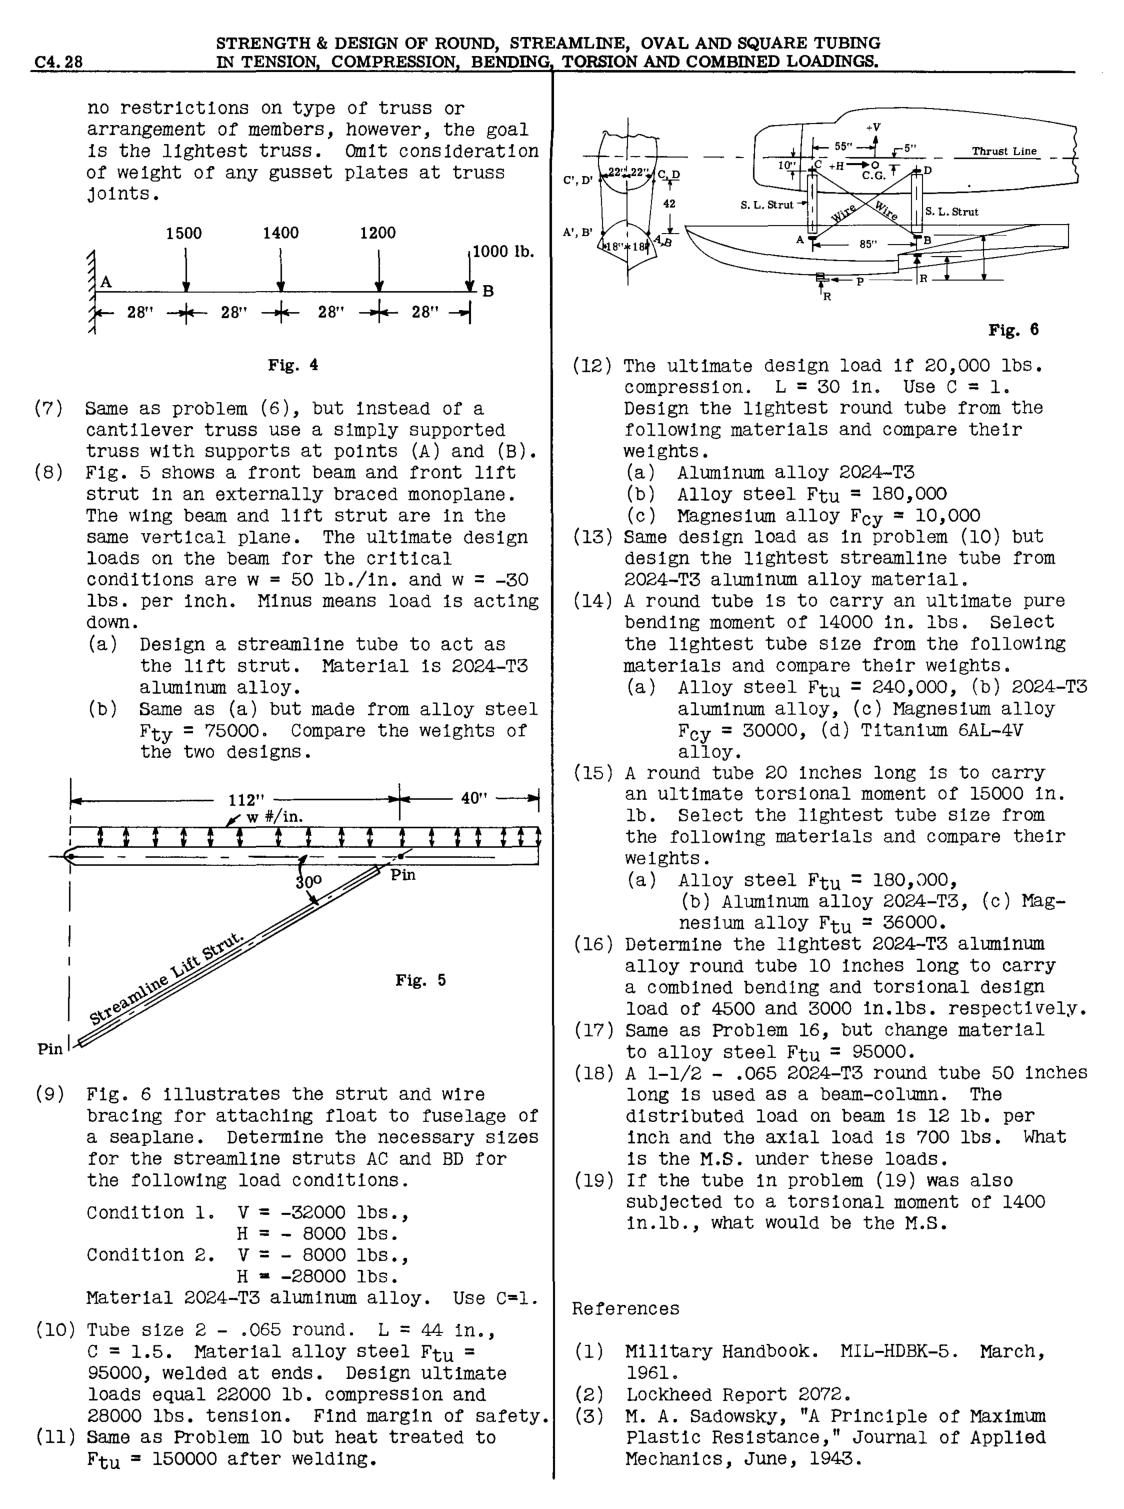 C4.28
STRENGTH & DESIGN OF ROUND, STREAMLINE, OVAL AND SQUARE TUBING
IN TENSION, COMPRESSION, BENDING, TORSION AND COMBINED LOADINGS.
no restrictions on type of truss or
arrangement of members, however, the goal
is the lightest truss. Omit consideration
of weight of any gusset plates at truss
joints.
1500 1400 1200
1000 lb.
A
B
28" 28" 28" 28"
Fig. 4
(7) Same as problem (6), but instead of a
cantilever truss use a simply supported
truss with supports at points (A) and (B).
(8) Fig. 5 shows a front beam and front lift
strut in an externally braced monoplane.
The wing beam and lift strut are in the
same vertical plane. The ultimate design
loads on the beam for the critical
conditions are w = 50 lb./in. and w = -30
lbs. per inch. Minus means load is acting
down.
(a) Design a streamline tube to act as
the lift strut. Material is 2024-T3
aluminum alloy.
(b) Same as (a) but made from alloy steel
Fty = 75000. Compare the weights of
the two designs.
112" 40"
w #/in.
30°
Pin
Streamline Lift Strut.
Fig. 5
Pin
(9) Fig. 6 illustrates the strut and wire
bracing for attaching float to fuselage of
a seaplane. Determine the necessary sizes
for the streamline struts AC and BD for
the following load conditions.
Condition 1. V = -32000 lbs.,
H = - 8000 lbs.
Condition 2. V = - 8000 lbs.,
H = -28000 lbs.
Material 2024-T3 aluminum alloy. Use C=1.
(10) Tube size 2 - .065 round. L = 44 in.,
C = 1.5. Material alloy steel Ftu =
95000, welded at ends. Design ultimate
loads equal 22000 lb. compression and
28000 lbs. tension. Find margin of safety.
(11) Same as Problem 10 but heat treated to
Ftu = 150000 after welding.
+V
55" 5"
Thrust Line
10" C +H O D
C.G.
C', D' 22" 22" C, D
42
S. L. Strut
S. L. Strut
Wire Wire
A', B' 18" 18" A,B
A 85" B
P R
R
Fig. 6
(12) The ultimate design load if 20,000 lbs.
compression. L = 30 in. Use C = 1.
Design the lightest round tube from the
following materials and compare their
weights.
(a) Aluminum alloy 2024-T3
(b) Alloy steel Ftu = 180,000
(c) Magnesium alloy Fcy = 10,000
(13) Same design load as in problem (10) but
design the lightest streamline tube from
2024-T3 aluminum alloy material.
(14) A round tube is to carry an ultimate pure
bending moment of 14000 in. lbs. Select
the lightest tube size from the following
materials and compare their weights.
(a) Alloy steel Ftu = 240,000, (b) 2024-T3
aluminum alloy, (c) Magnesium alloy
Fcy = 30000, (d) Titanium 6AL-4V
alloy.
(15) A round tube 20 inches long is to carry
an ultimate torsional moment of 15000 in.
lb. Select the lightest tube size from
the following materials and compare their
weights.
(a) Alloy steel Ftu = 180,000,
(b) Aluminum alloy 2024-T3, (c) Mag-
nesium alloy Ftu = 36000.
(16) Determine the lightest 2024-T3 aluminum
alloy round tube 10 inches long to carry
a combined bending and torsional design
load of 4500 and 3000 in.lbs. respectively.
(17) Same as Problem 16, but change material
to alloy steel Ftu = 95000.
(18) A 1-1/2 - .065 2024-T3 round tube 50 inches
long is used as a beam-column. The
distributed load on beam is 12 lb. per
inch and the axial load is 700 lbs. What
is the M.S. under these loads.
(19) If the tube in problem (19) was also
subjected to a torsional moment of 1400
in.lb., what would be the M.S.
References
(1) Military Handbook. MIL-HDBK-5. March,
1961.
(2) Lockheed Report 2072.
(3) M. A. Sadowsky, "A Principle of Maximum
Plastic Resistance," Journal of Applied
Mechanics, June, 1943.